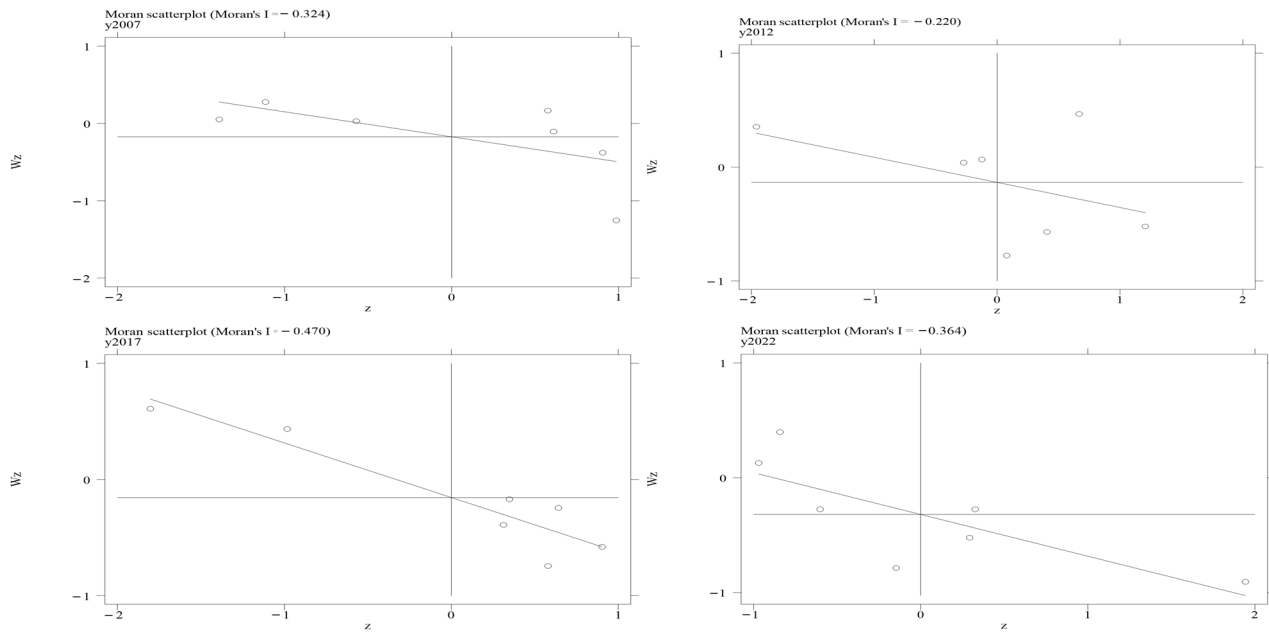 Moran scatterplot (Moran's I = − 0.324)
y2007
1
0
−1
−2
Wz
−2
−1
0
1
z
Moran scatterplot (Moran's I = − 0.220)
y2012
1
0
−1
Wz
−2
−1
0
1
2
z
Moran scatterplot (Moran's I = − 0.470)
y2017
1
0
−1
Wz
−2
−1
0
1
z
Moran scatterplot (Moran's I = −0.364)
y2022
1
0
−1
Wz
−1
0
1
2
z